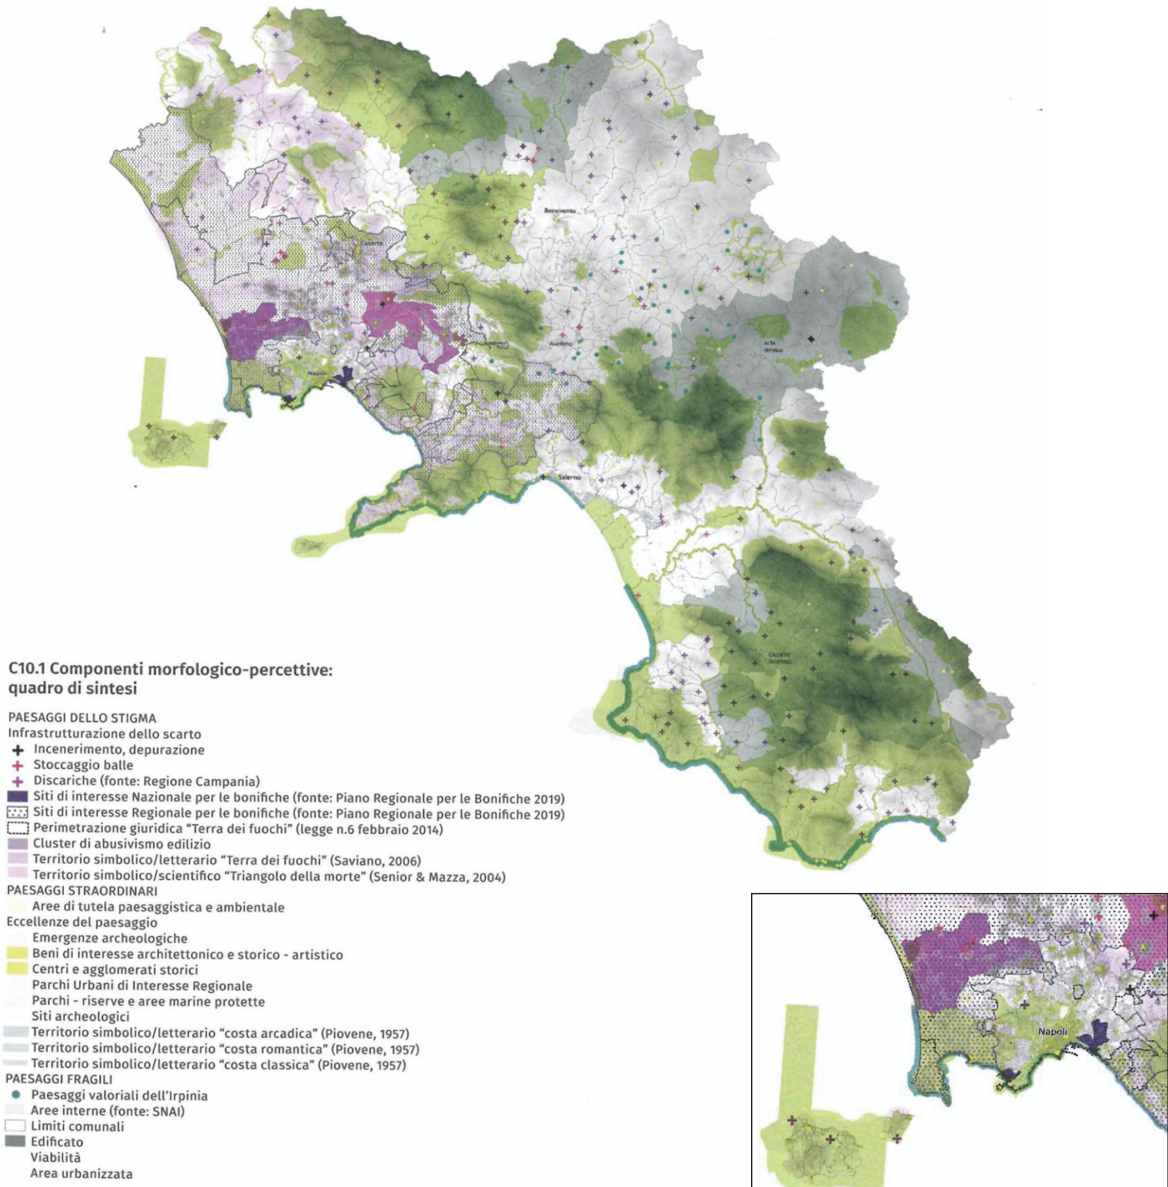 Benevento
Caserta
Avellino
ALTA
IRPINIA
Napoli
Salerno
CILENTO
C10.1 Componenti morfologico-percettive:
quadro di sintesi
PAESAGGI DELLO STIGMA
Infrastrutturazione dello scarto
Incenerimento, depurazione
Stoccaggio balle
Discariche (fonte: Regione Campania)
Siti di interesse Nazionale per le bonifiche (fonte: Piano Regionale per le Bonifiche 2019)
Siti di interesse Regionale per le bonifiche (fonte: Piano Regionale per le Bonifiche 2019)
Perimetrazione giuridica “Terra dei fuochi” (legge n.6 febbraio 2014)
Cluster di abusivismo edilizio
Territorio simbolico/letterario “Terra dei fuochi” (Saviano, 2006)
Territorio simbolico/scientifico “Triangolo della morte” (Senior & Mazza, 2004)
PAESAGGI STRAORDINARI
Aree di tutela paesaggistica e ambientale
Eccellenze del paesaggio
Emergenze archeologiche
Beni di interesse architettonico e storico - artistico
Centri e agglomerati storici
Parchi Urbani di Interesse Regionale
Parchi - riserve e aree marine protette
Siti archeologici
Territorio simbolico/letterario “costa arcadica” (Piovene, 1957)
Territorio simbolico/letterario “costa romantica” (Piovene, 1957)
Territorio simbolico/letterario “costa classica” (Piovene, 1957)
PAESAGGI FRAGILI
Paesaggi valoriali dell’Irpinia
Aree interne (fonte: SNAI)
Limiti comunali
Edificato
Viabilità
Area urbanizzata
Napoli